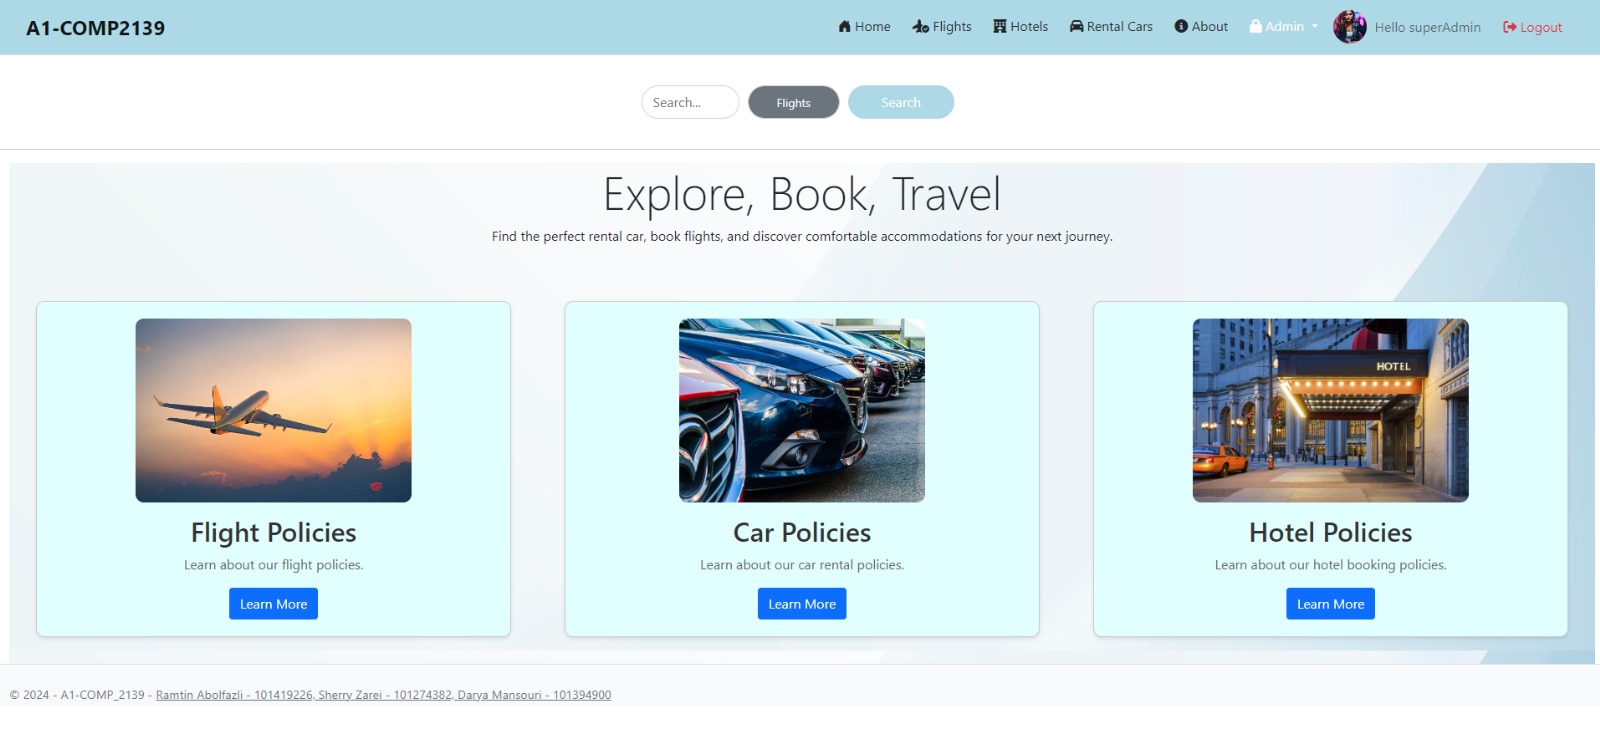 A1-COMP2139
Home Flights Hotels Rental Cars About Admin Hello superAdmin Logout
Search... Flights Search
Explore, Book, Travel
Find the perfect rental car, book flights, and discover comfortable accommodations for your next journey.
HOTEL
Flight Policies
Learn about our flight policies.
Learn More
Car Policies
Learn about our car rental policies.
Learn More
Hotel Policies
Learn about our hotel booking policies.
Learn More
© 2024 - A1-COMP_2139 - Ramtin Abolfazli - 101419226, Sherry Zarei - 101274382, Darya Mansouri - 101394900